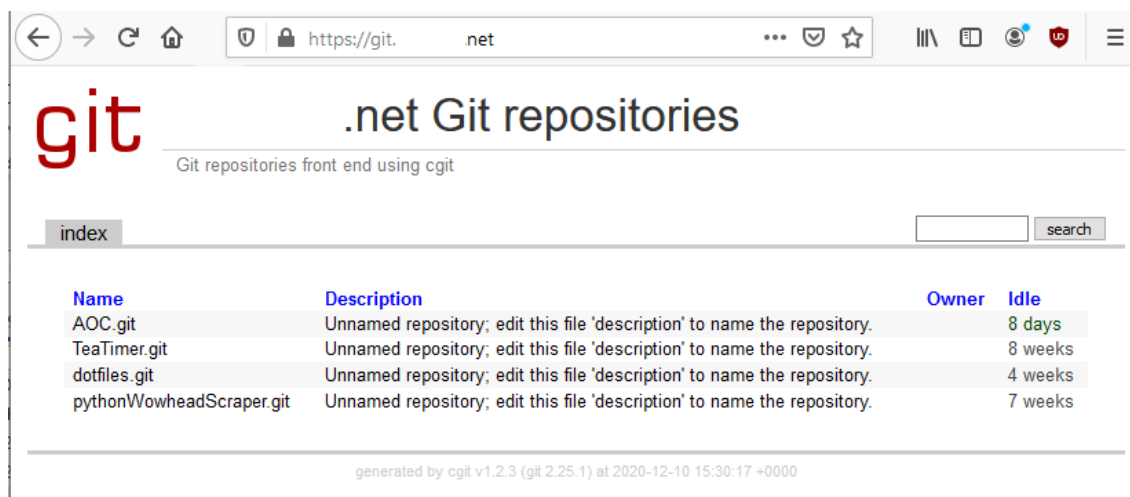 https://git. .net
git
.net Git repositories
Git repositories front end using cgit
index
search
Name Description Owner Idle
AOC.git Unnamed repository; edit this file 'description' to name the repository. 8 days
TeaTimer.git Unnamed repository; edit this file 'description' to name the repository. 8 weeks
dotfiles.git Unnamed repository; edit this file 'description' to name the repository. 4 weeks
pythonWowheadScraper.git Unnamed repository; edit this file 'description' to name the repository. 7 weeks
generated by cgit v1.2.3 (git 2.25.1) at 2020-12-10 15:30:17 +0000